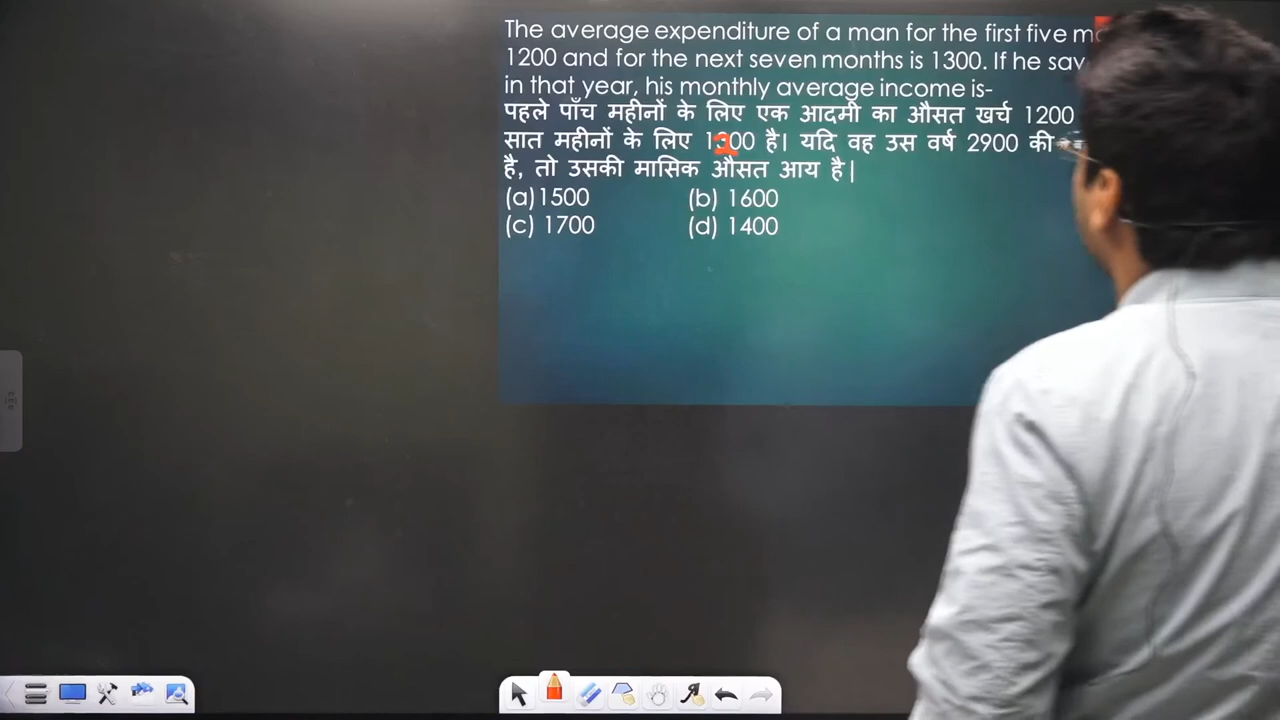 The average expenditure of a man for the first five
1200 and for the next seven months is 1300. If he
in that year, his monthly average income is-
पहले पाँच महीनों के लिए एक आदमी का औसत खर्च 1200
सात महीनों के लिए है। यदि वह उस वर्ष 2900 की
है, तो उसकी मासिक औसत आय है|
(a)1500 (b) 1600
(c) 1700 (d) 1400